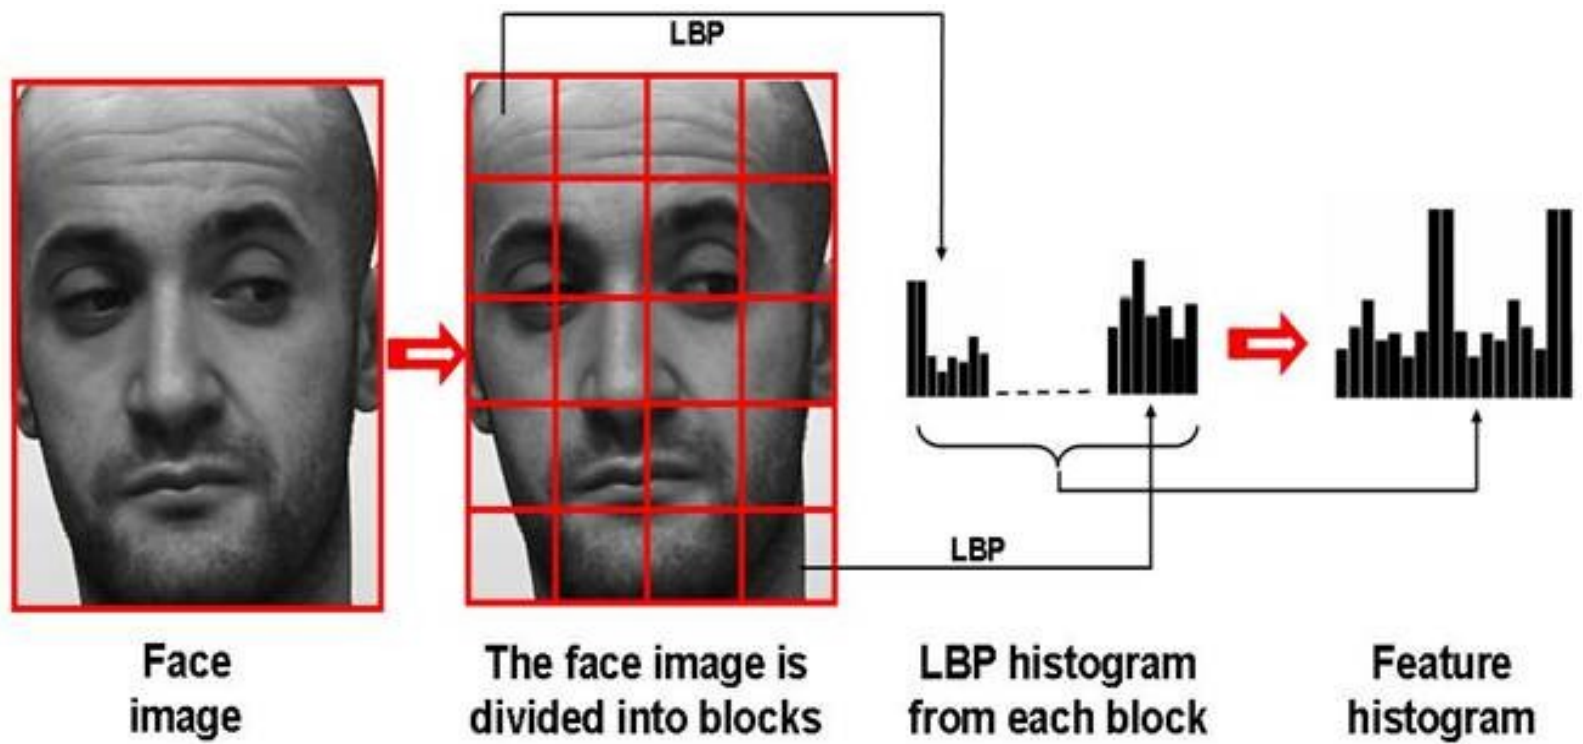 LBP
LBP
Face
image
The face image is
divided into blocks
LBP histogram
from each block
Feature
histogram